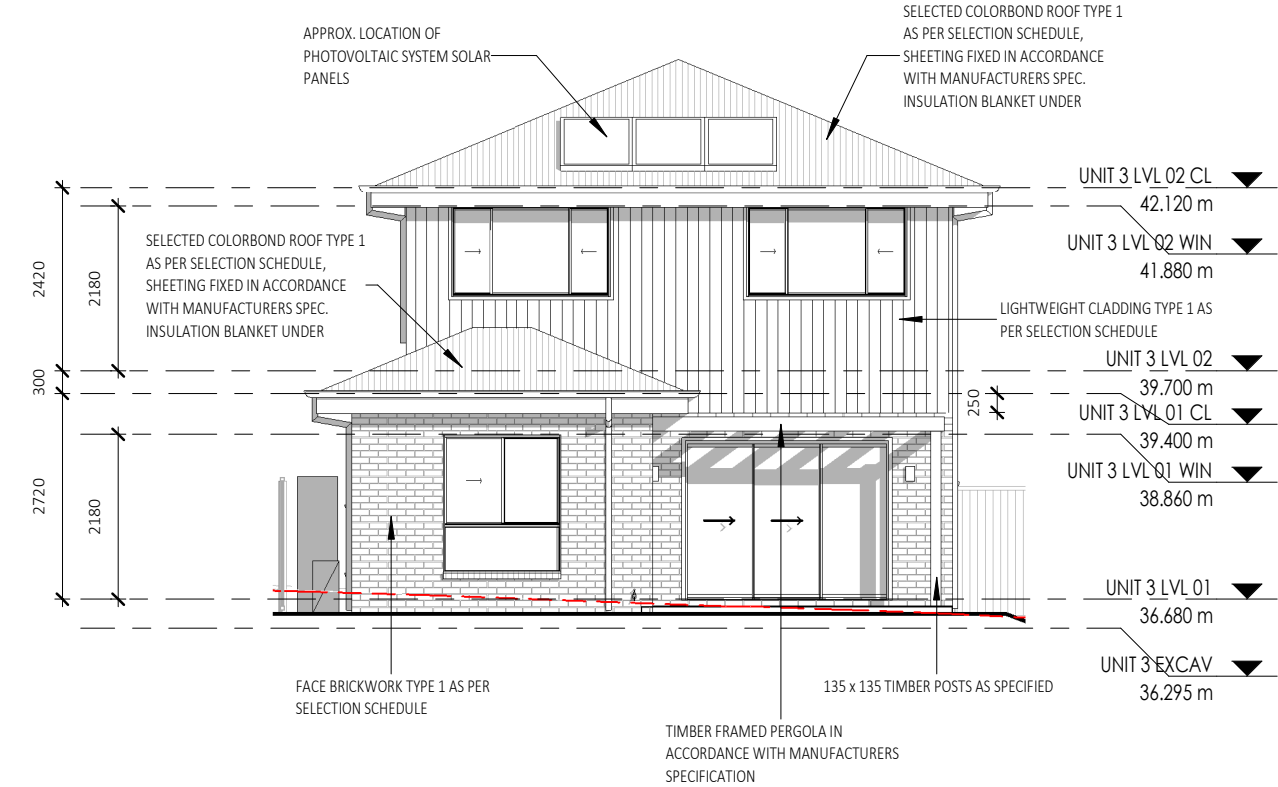 SELECTED COLORBOND ROOF TYPE 1
AS PER SELECTION SCHEDULE,
SHEETING FIXED IN ACCORDANCE
WITH MANUFACTURERS SPEC.
INSULATION BLANKET UNDER
APPROX. LOCATION OF
PHOTOVOLTAIC SYSTEM SOLAR
PANELS
UNIT 3 LVL 02 CL
42.120 m
UNIT 3 LVL 02 WIN
41.880 m
SELECTED COLORBOND ROOF TYPE 1
AS PER SELECTION SCHEDULE,
SHEETING FIXED IN ACCORDANCE
WITH MANUFACTURERS SPEC.
INSULATION BLANKET UNDER
2420
2180
LIGHTWEIGHT CLADDING TYPE 1 AS
PER SELECTION SCHEDULE
UNIT 3 LVL 02
39.700 m
300
250
UNIT 3 LVL 01 CL
39.400 m
UNIT 3 LVL 01 WIN
38.860 m
2720
2180
UNIT 3 LVL 01
36.680 m
UNIT 3 EXCAV
36.295 m
FACE BRICKWORK TYPE 1 AS PER
SELECTION SCHEDULE
135 x 135 TIMBER POSTS AS SPECIFIED
TIMBER FRAMED PERGOLA IN
ACCORDANCE WITH MANUFACTURERS
SPECIFICATION